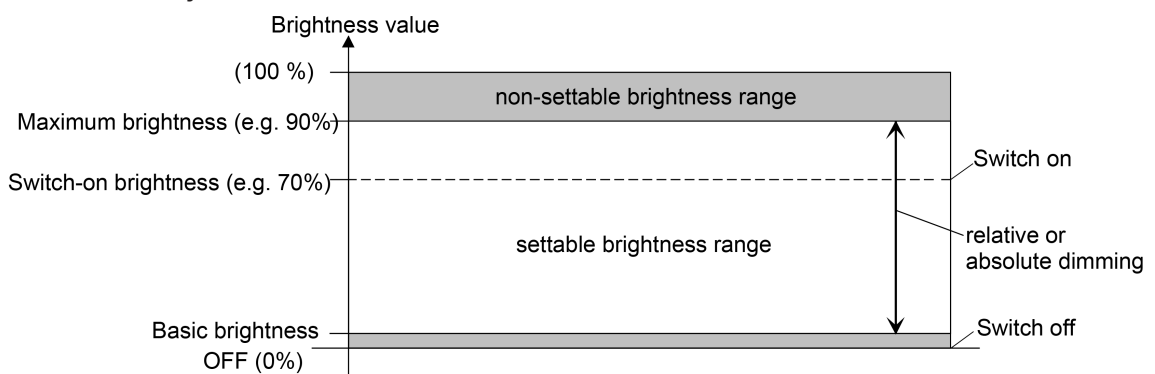 Brightness value
(100 %)
non-settable brightness range
Maximum brightness (e.g. 90%)
Switch on
Switch-on brightness (e.g. 70%)
relative or
absolute dimming
settable brightness range
Basic brightness
Switch off
OFF (0%)